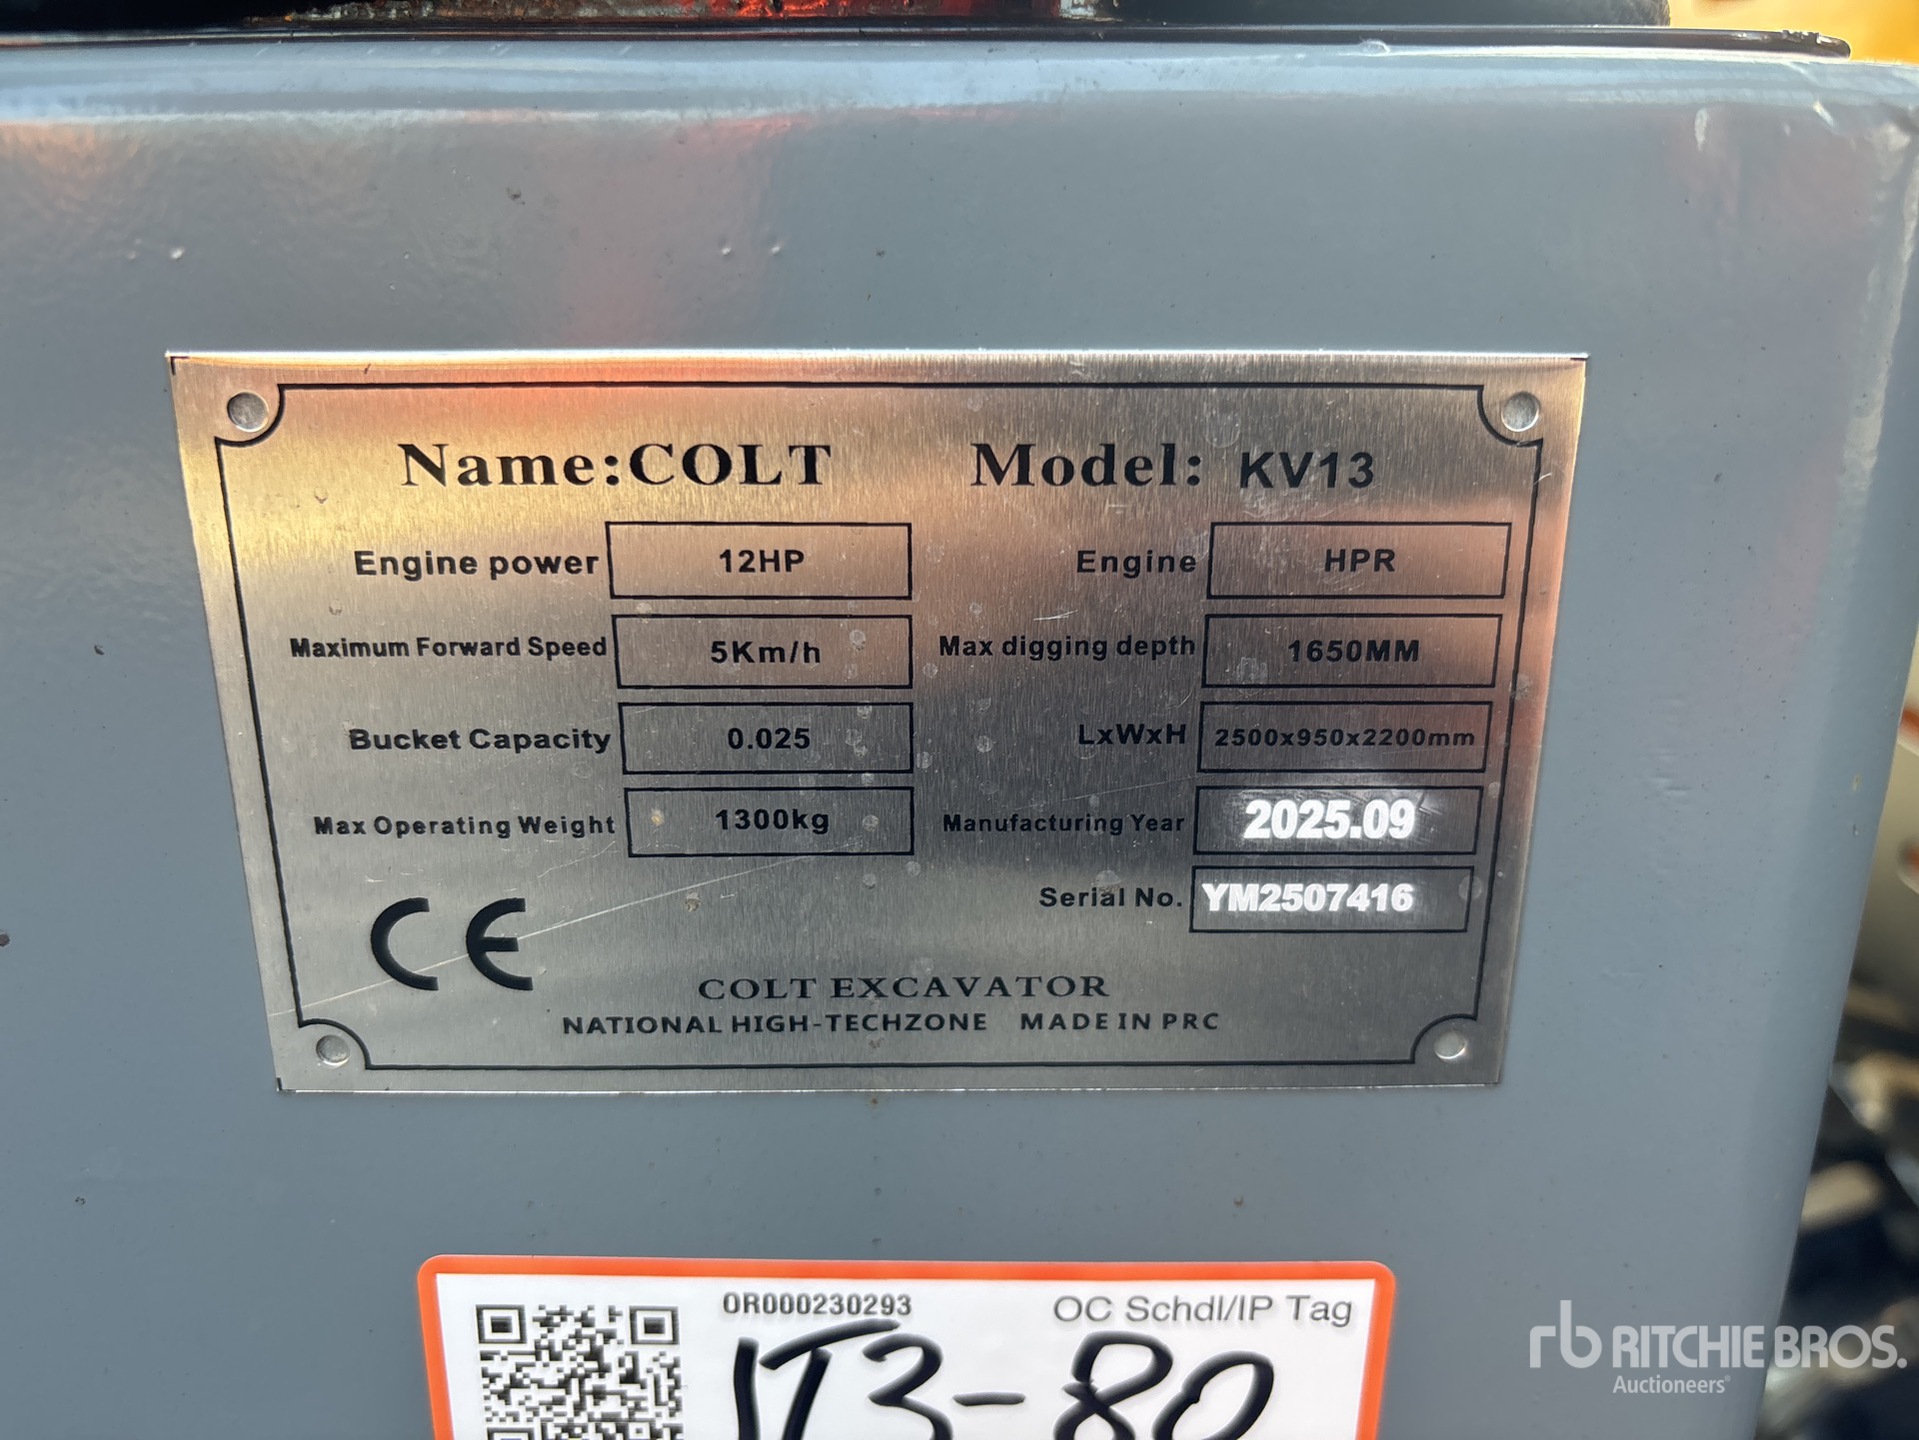 Name:COLT Model: KV13
Engine power 12HP Engine HPR
Maximum Forward Speed 5Km/h Max digging depth 1650MM
Bucket Capacity 0.025 LxWxH 2500x950x2200mm
Max Operating Weight 1300kg Manufacturing Year 2025.09
Serial No. YM2507416
CE
COLT EXCAVATOR
NATIONAL HIGH-TECHZONE MADE IN PRC
OR000230293 OC Schdl/IP Tag
1T3-80
rb RITCHIE BROS.
Auctioneers